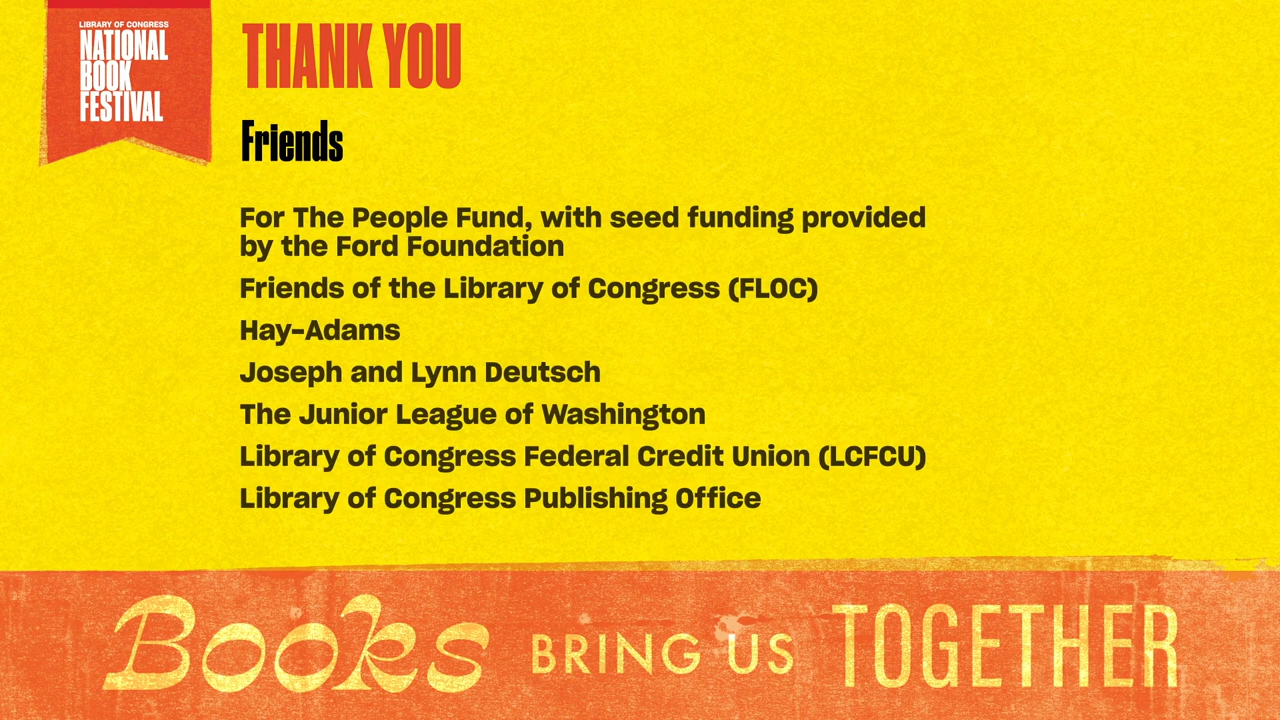 LIBRARY OF CONGRESS
NATIONAL
BOOK
FESTIVAL
THANK YOU
Friends
For The People Fund, with seed funding provided
by the Ford Foundation
Friends of the Library of Congress (FLOC)
Hay–Adams
Joseph and Lynn Deutsch
The Junior League of Washington
Library of Congress Federal Credit Union (LCFCU)
Library of Congress Publishing Office
Books BRING US TOGETHER